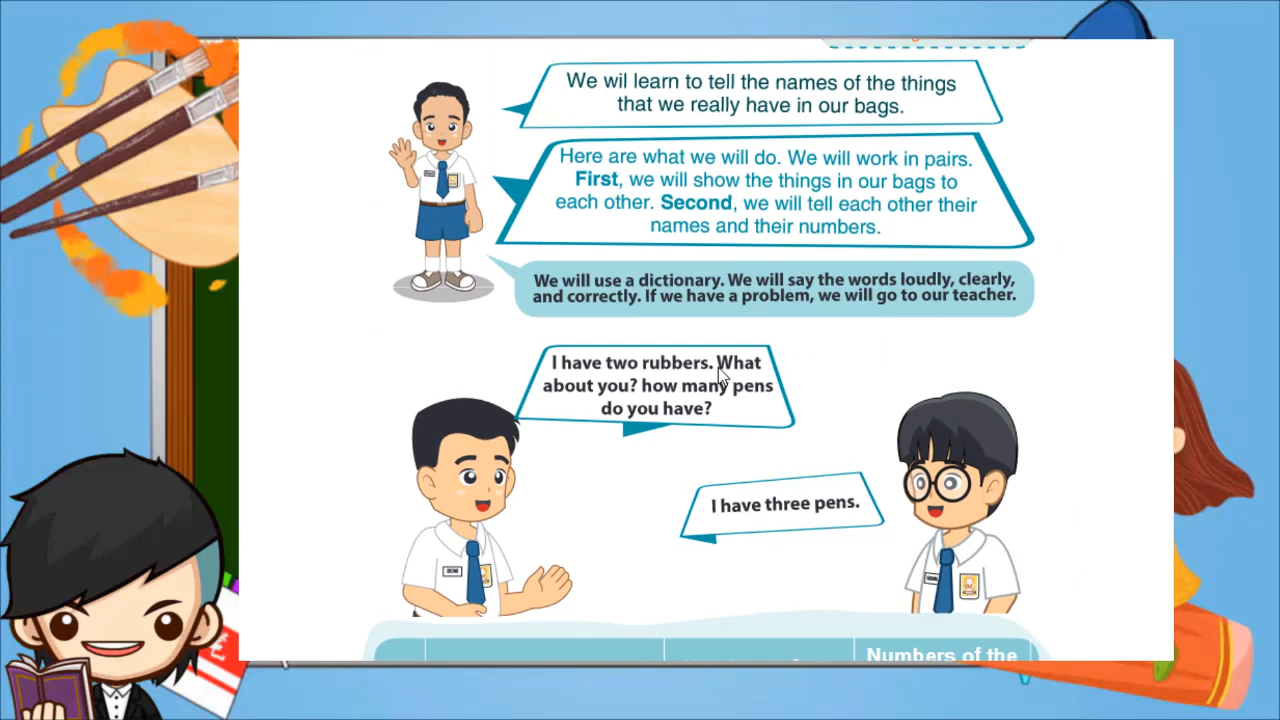 We wil learn to tell the names of the things
that we really have in our bags.
Here are what we will do. We will work in pairs.
First, we will show the things in our bags to
each other. Second, we will tell each other their
names and their numbers.
We will use a dictionary. We will say the words loudly, clearly,
and correctly. If we have a problem, we will go to our teacher.
I have two rubbers. What
about you? how many pens
do you have?
I have three pens.
Numbers of the